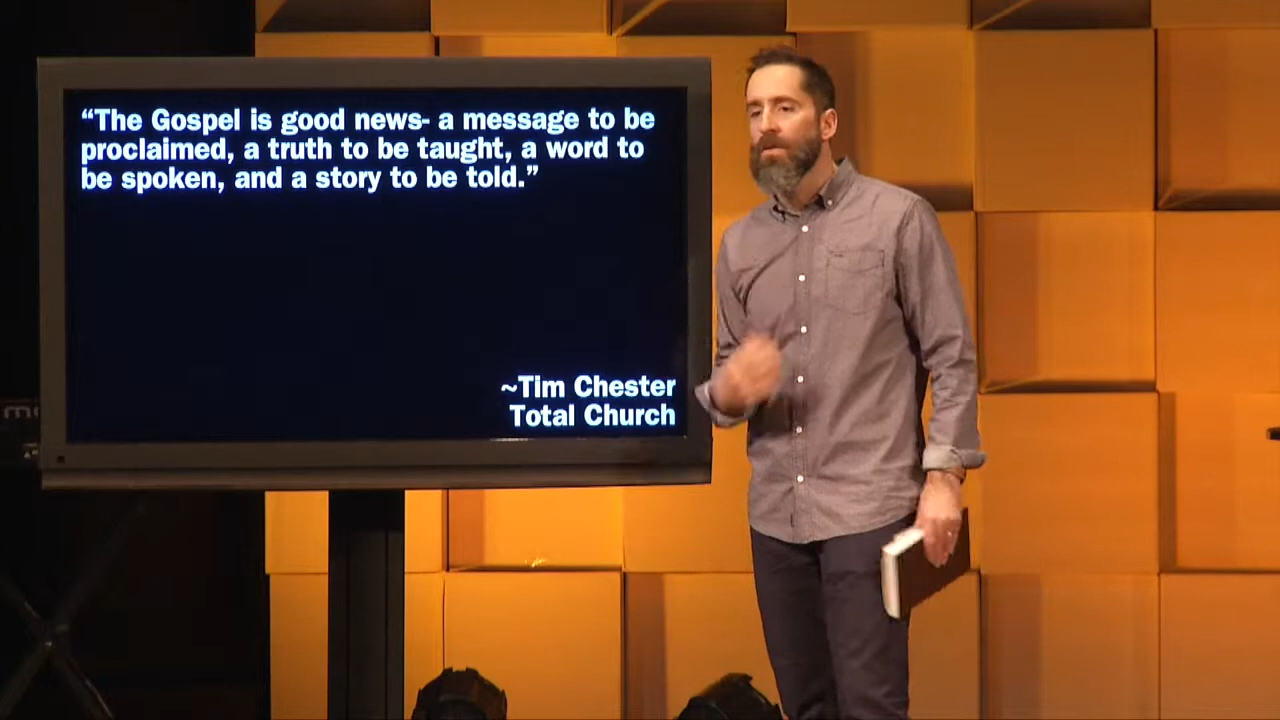 “The Gospel is good news- a message to be
proclaimed, a truth to be taught, a word to
be spoken, and a story to be told.”
~Tim Chester
Total Church